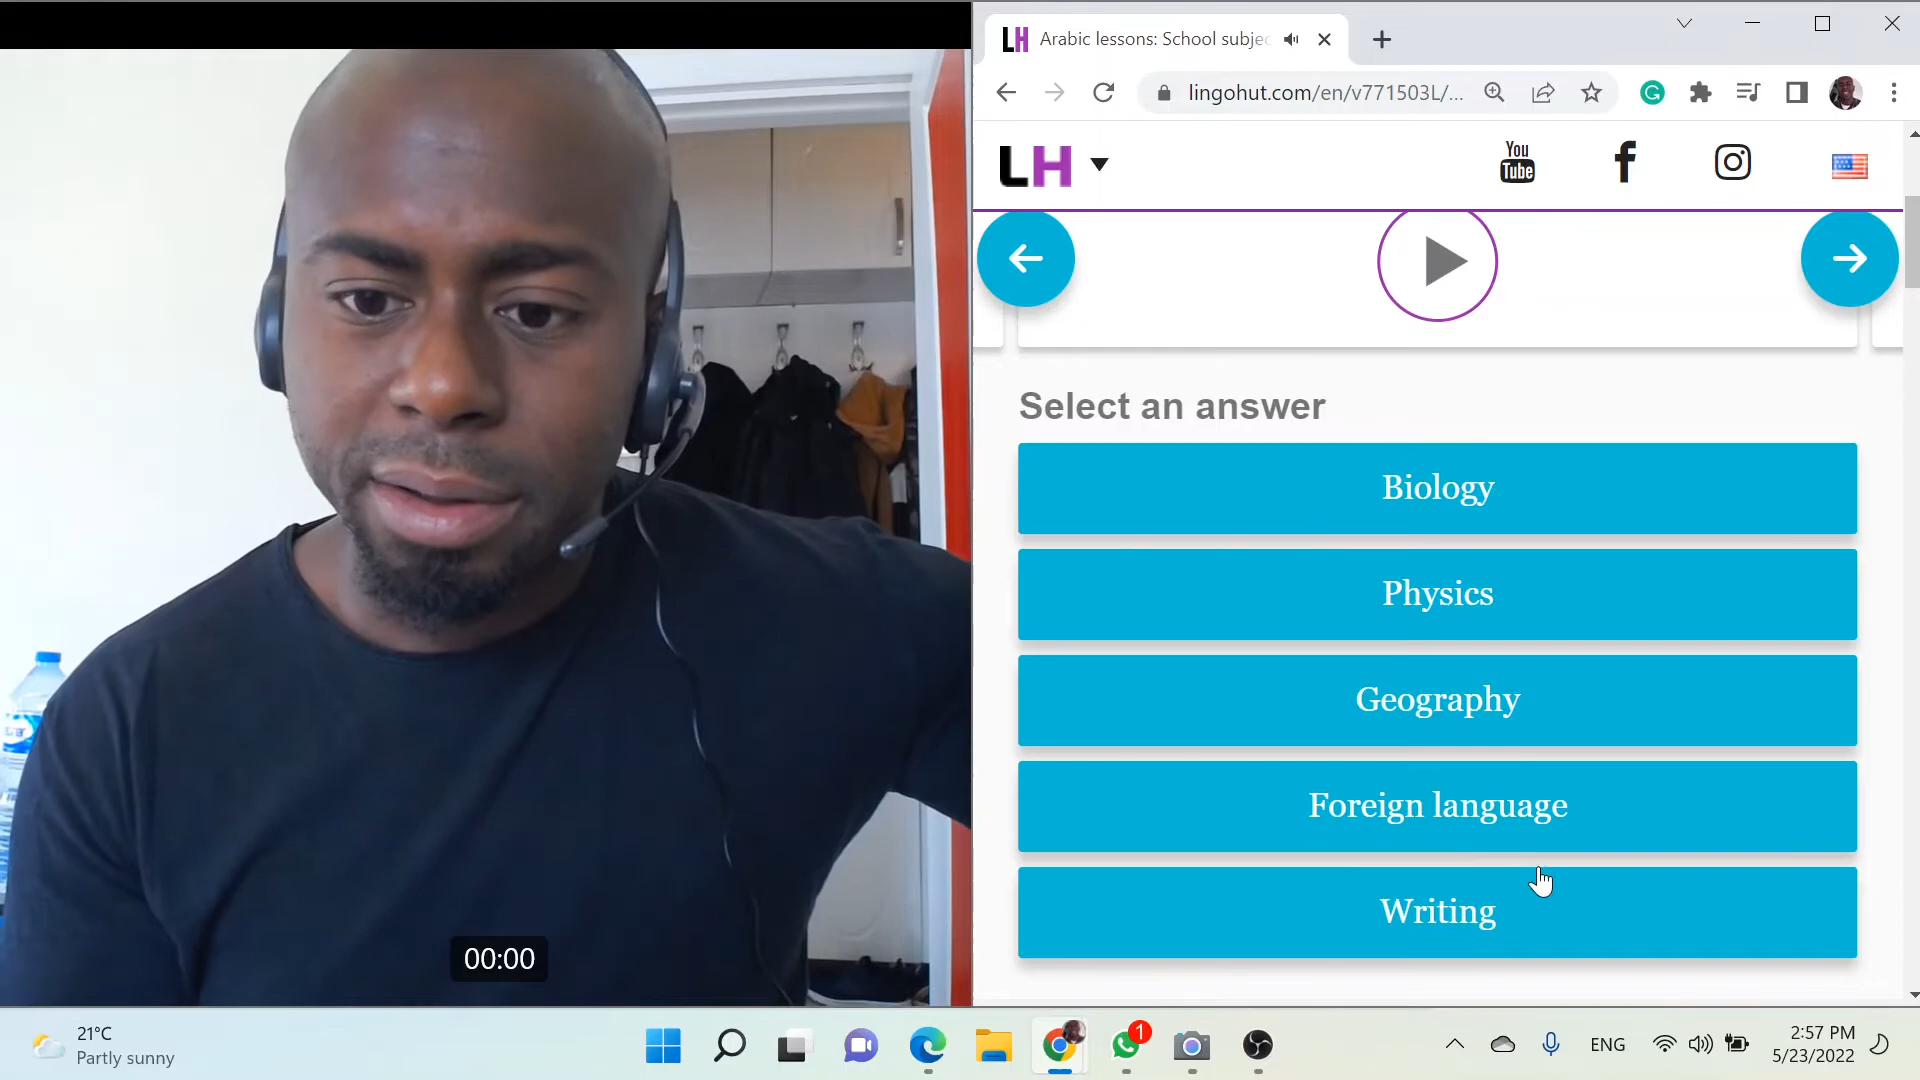 Arabic lessons: School subjec
lingohut.com/en/v771503L/...
LH
You
Tube
Select an answer
Biology
Physics
Geography
Foreign language
Writing
00:00
21°C
Partly sunny
1
ENG
2:57 PM
5/23/2022